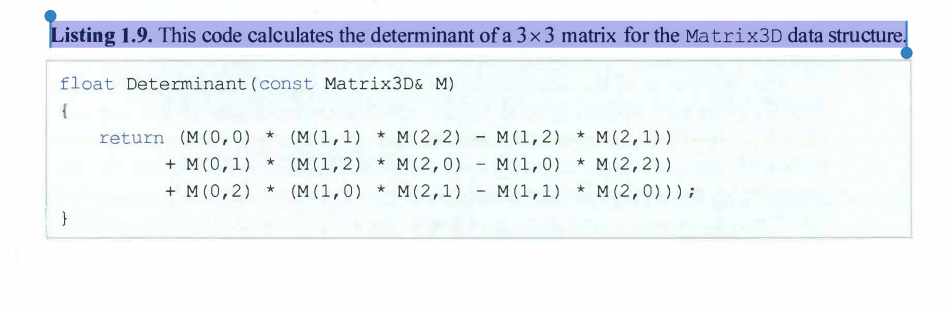 Listing 1.9. This code calculates the determinant of a 3×3 matrix for the Matrix3D data structure.
float Determinant(const Matrix3D& M)
{
    return (M(0,0) * (M(1,1) * M(2,2) - M(1,2) * M(2,1))
          + M(0,1) * (M(1,2) * M(2,0) - M(1,0) * M(2,2))
          + M(0,2) * (M(1,0) * M(2,1) - M(1,1) * M(2,0)));
}